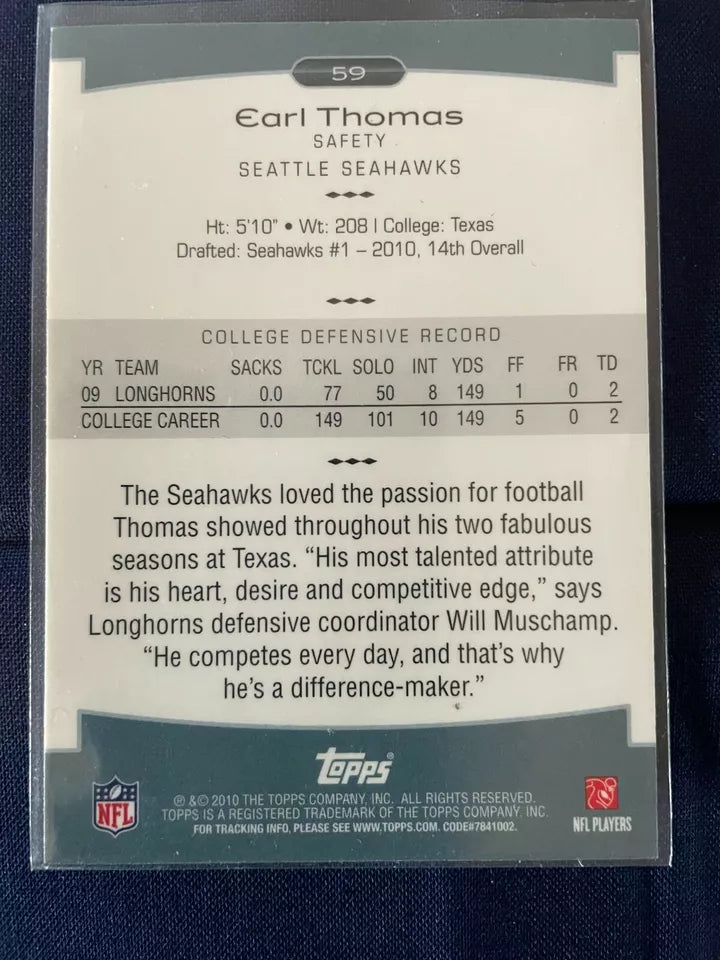 59
Earl Thomas
SAFETY
SEATTLE SEAHAWKS
Ht: 5'10" • Wt: 208 | College: Texas
Drafted: Seahawks #1 – 2010, 14th Overall
COLLEGE DEFENSIVE RECORD
YR TEAM SACKS TCKL SOLO INT YDS FF FR TD
09 LONGHORNS 0.0 77 50 8 149 1 0 2
COLLEGE CAREER 0.0 149 101 10 149 5 0 2
The Seahawks loved the passion for football
Thomas showed throughout his two fabulous
seasons at Texas. “His most talented attribute
is his heart, desire and competitive edge,” says
Longhorns defensive coordinator Will Muschamp.
“He competes every day, and that’s why
he’s a difference-maker.”
Topps®
NFL
® & © 2010 THE TOPPS COMPANY, INC. ALL RIGHTS RESERVED.
TOPPS IS A REGISTERED TRADEMARK OF THE TOPPS COMPANY, INC.
FOR TRACKING INFO, PLEASE SEE WWW.TOPPS.COM. CODE#7841002.
NFL PLAYERS